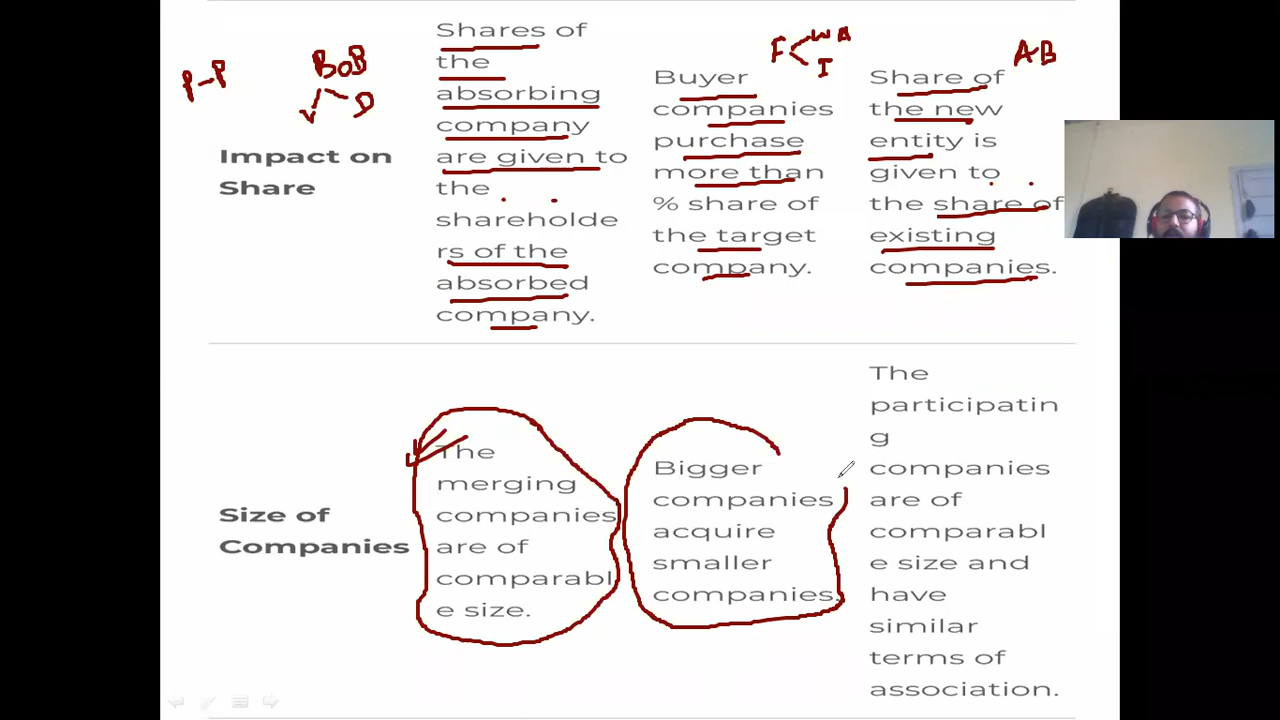 P-P
BOB
V D
F WA
I
AB
Impact on
Share
Shares of
the
absorbing
company
are given to
the
shareholde
rs of the
absorbed
company.
Buyer
companies
purchase
more than
% share of
the target
company.
Share of
the new
entity is
given to
the share of
existing
companies.
Size of
Companies
The
merging
companies
are of
comparabl
e size.
Bigger
companies
acquire
smaller
companies.
The
participatin
g
companies
are of
comparabl
e size and
have
similar
terms of
association.